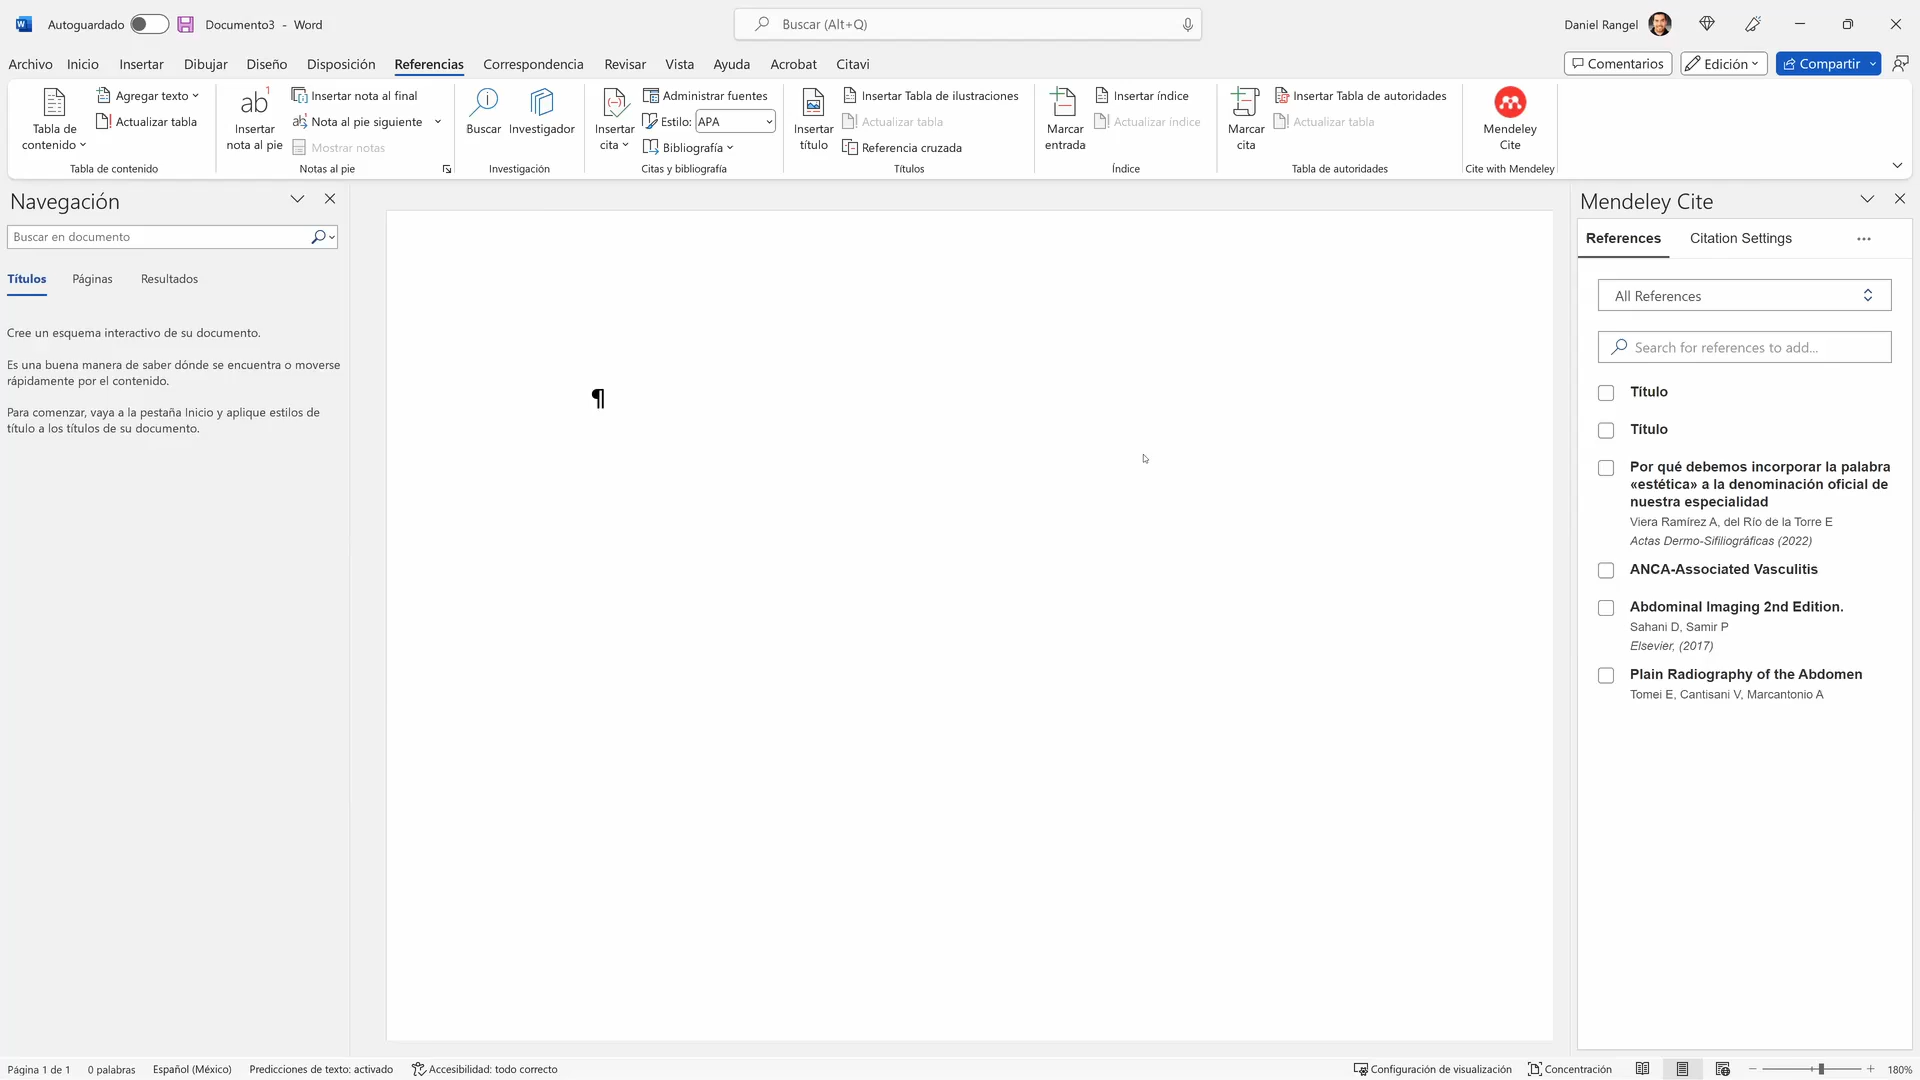 Autoguardado Documento3 - Word Buscar (Alt+Q) Daniel Rangel
Archivo Inicio Insertar Dibujar Diseño Disposición Referencias Correspondencia Revisar Vista Ayuda Acrobat Citavi Comentarios Edición Compartir
Tabla de contenido
Agregar texto
Actualizar tabla
Tabla de contenido
ab1
Insertar nota al pie
Insertar nota al final
Nota al pie siguiente
Mostrar notas
Notas al pie
Buscar
Investigador
Investigación
Insertar cita
Administrar fuentes
Estilo: APA
Bibliografía
Citas y bibliografía
Insertar título
Insertar Tabla de ilustraciones
Actualizar tabla
Referencia cruzada
Títulos
Marcar entrada
Insertar índice
Actualizar índice
Índice
Marcar cita
Insertar Tabla de autoridades
Actualizar tabla
Tabla de autoridades
Mendeley Cite
Cite with Mendeley
Navegación
Buscar en documento
Títulos Páginas Resultados
Cree un esquema interactivo de su documento.
Es una buena manera de saber dónde se encuentra o moverse
rápidamente por el contenido.
Para comenzar, vaya a la pestaña Inicio y aplique estilos de
título a los títulos de su documento.
¶
Mendeley Cite
References Citation Settings
All References
Search for references to add...
Título
Título
Por qué debemos incorporar la palabra
«estética» a la denominación oficial de
nuestra especialidad
Viera Ramírez A, del Río de la Torre E
Actas Dermo-Sifiliográficas (2022)
ANCA-Associated Vasculitis
Abdominal Imaging 2nd Edition.
Sahani D, Samir P
Elsevier, (2017)
Plain Radiography of the Abdomen
Tomei E, Cantisani V, Marcantonio A
Página 1 de 1 0 palabras Español (México) Predicciones de texto: activado Accesibilidad: todo correcto Configuración de visualización Concentración 180%